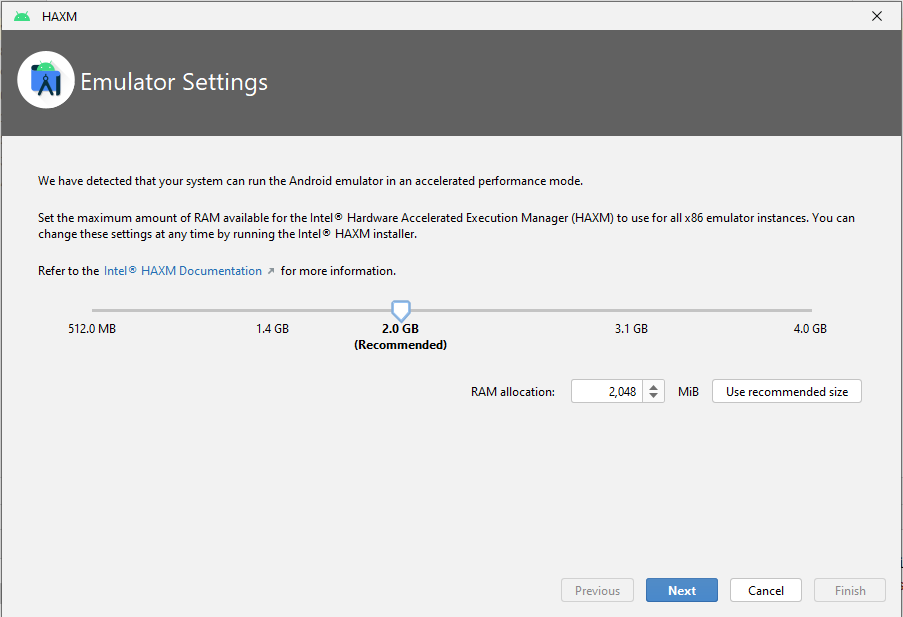 HAXM
Emulator Settings
We have detected that your system can run the Android emulator in an accelerated performance mode.
Set the maximum amount of RAM available for the Intel® Hardware Accelerated Execution Manager (HAXM) to use for all x86 emulator instances. You can
change these settings at any time by running the Intel® HAXM installer.
Refer to the Intel® HAXM Documentation ↗ for more information.
512.0 MB 1.4 GB 2.0 GB 3.1 GB 4.0 GB
(Recommended)
RAM allocation: 2,048 MiB Use recommended size
Previous Next Cancel Finish